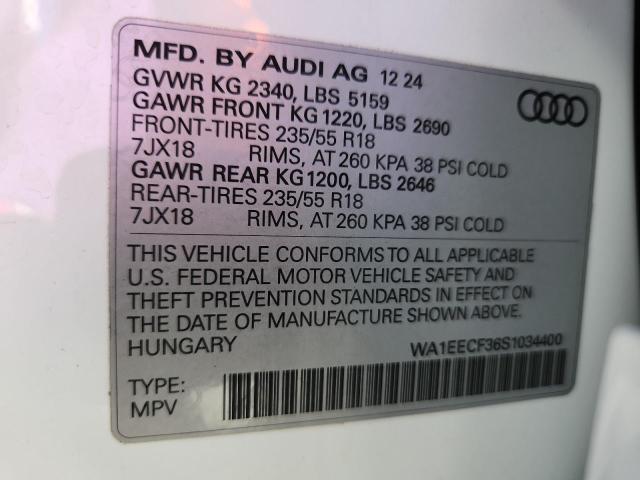 MFD. BY AUDI AG 12 24
GVWR KG 2340, LBS 5159
GAWR FRONT KG 1220, LBS 2690
FRONT-TIRES 235/55 R18
7JX18 RIMS, AT 260 KPA 38 PSI COLD
GAWR REAR KG1200, LBS 2646
REAR-TIRES 235/55 R18
7JX18 RIMS, AT 260 KPA 38 PSI COLD
THIS VEHICLE CONFORMS TO ALL APPLICABLE
U.S. FEDERAL MOTOR VEHICLE SAFETY AND
THEFT PREVENTION STANDARDS IN EFFECT ON
THE DATE OF MANUFACTURE SHOWN ABOVE.
HUNGARY WA1EECF36S1034400
TYPE:
MPV